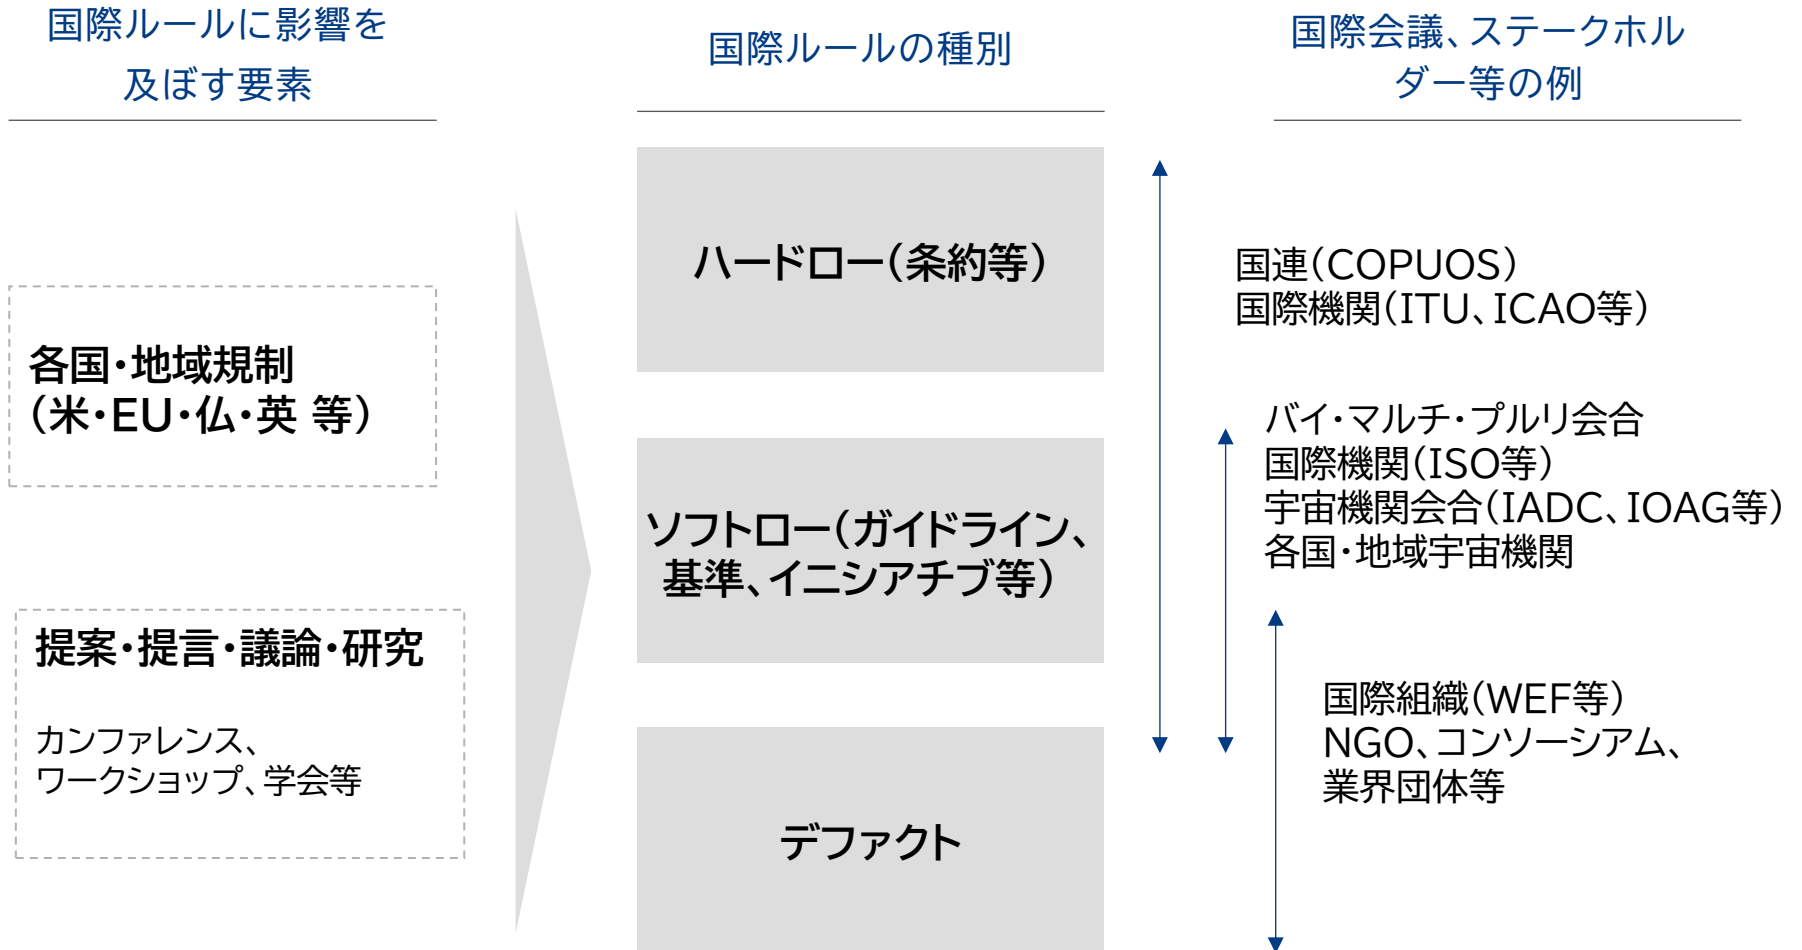 国際ルールに影響を
及ぼす要素
国際ルールの種別
国際会議、ステークホル
ダー等の例
各国・地域規制
（米・EU・仏・英 等）
提案・提言・議論・研究
カンファレンス、
ワークショップ、学会等
ハードロー（条約等）
ソフトロー（ガイドライン、
基準、イニシアチブ等）
デファクト
国連（COPUOS）
国際機関（ITU、ICAO等）
バイ・マルチ・プルリ会合
国際機関（ISO等）
宇宙機関会合（IADC、IOAG等）
各国・地域宇宙機関
国際組織（WEF等）
NGO、コンソーシアム、
業界団体等